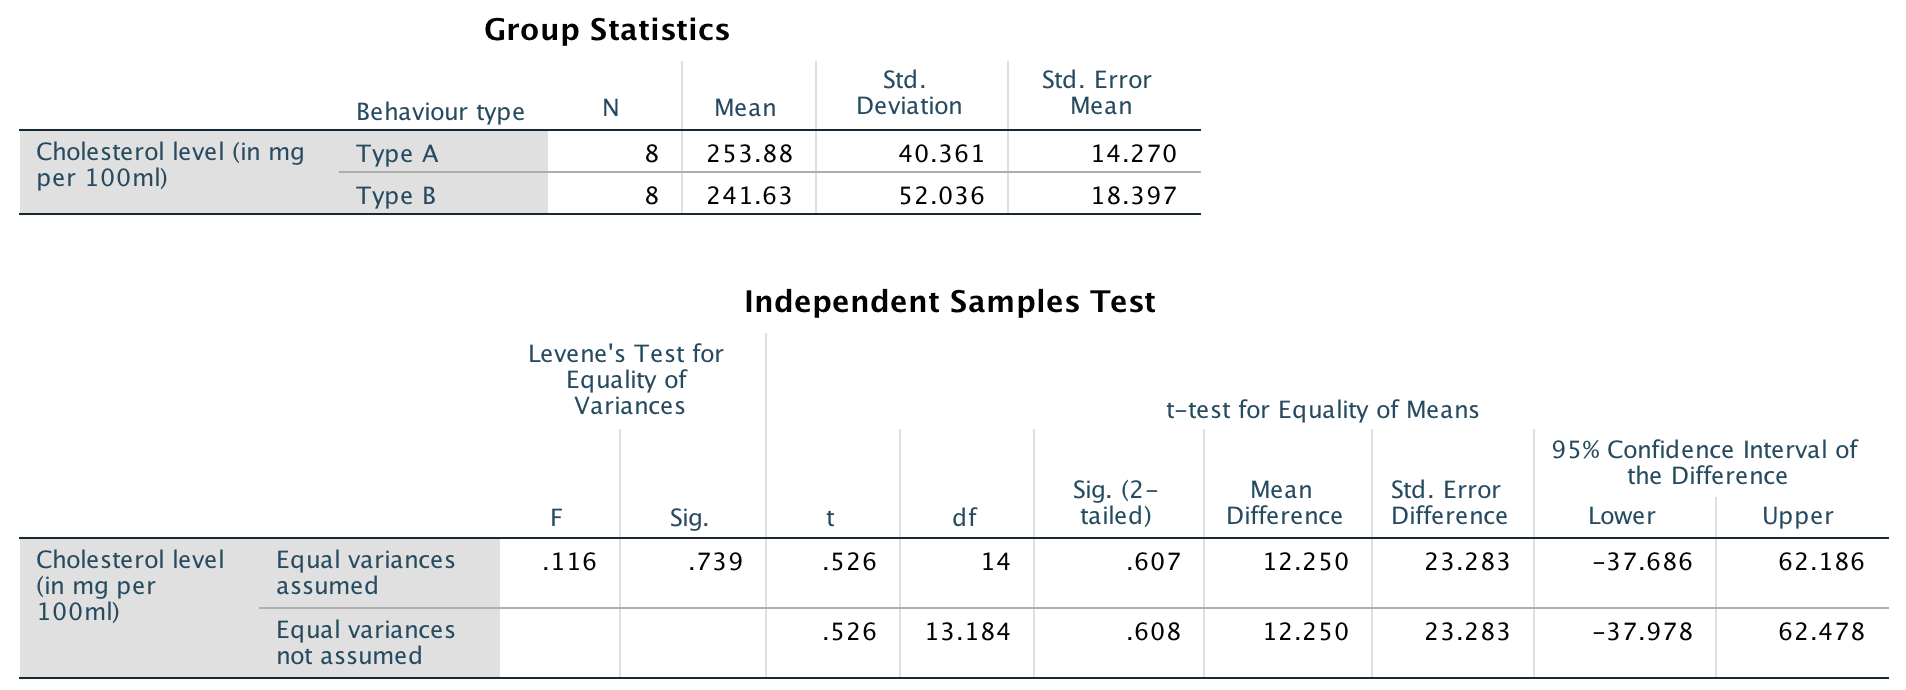 Group Statistics
Behaviour type N Mean Std. Deviation Std. Error Mean
Cholesterol level (in mg per 100ml) Type A 8 253.88 40.361 14.270
Type B 8 241.63 52.036 18.397
Independent Samples Test
Levene's Test for Equality of Variances t-test for Equality of Means
95% Confidence Interval of the Difference
F Sig. t df Sig. (2-tailed) Mean Difference Std. Error Difference Lower Upper
Cholesterol level (in mg per 100ml) Equal variances assumed .116 .739 .526 14 .607 12.250 23.283 -37.686 62.186
Equal variances not assumed .526 13.184 .608 12.250 23.283 -37.978 62.478